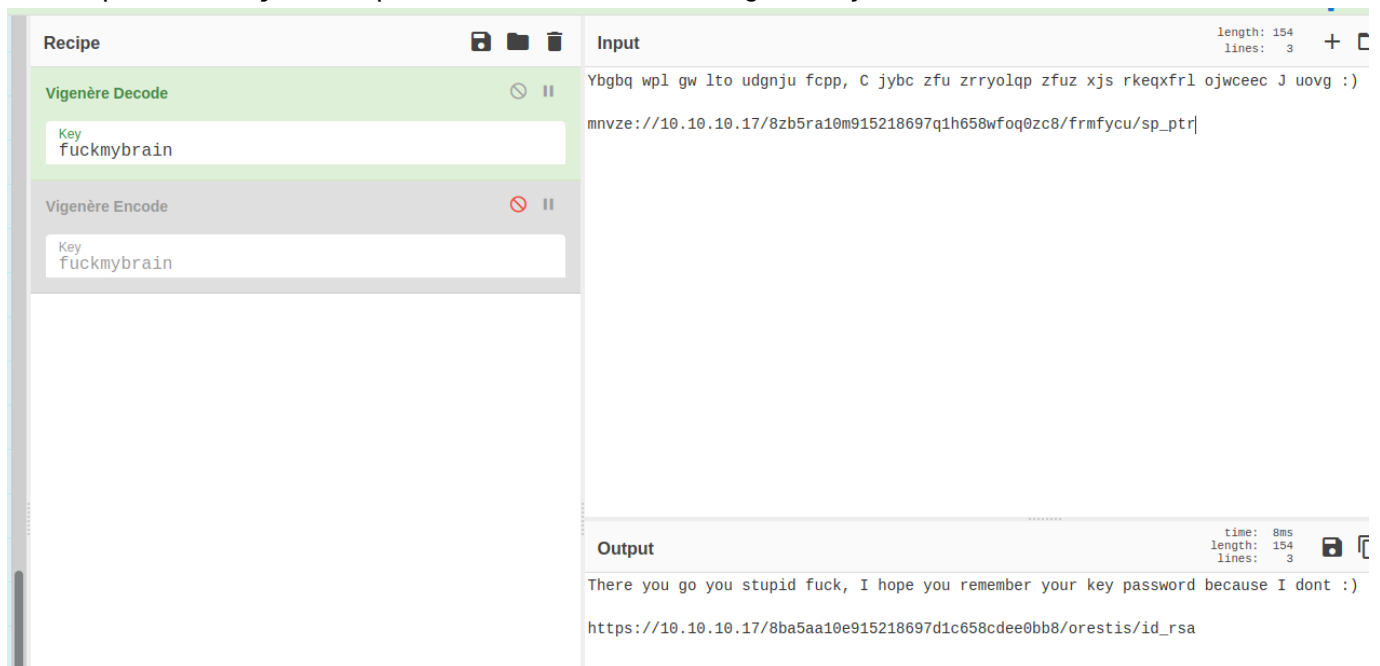 Recipe
Vigenère Decode
Key
fuckmybrain
Vigenère Encode
Key
fuckmybrain
Input
length: 154
lines: 3
Ybgbq wpl gw lto udgnju fcpp, C jybc zfu zrryolqp zfuz xjs rkeqxfrl ojwceec J uovg :)
mnvze://10.10.10.17/8zb5ra10m915218697q1h658wfoq0zc8/frmfycu/sp_ptr
Output
time: 8ms
length: 154
lines: 3
There you go you stupid fuck, I hope you remember your key password because I dont :)
https://10.10.10.17/8ba5aa10e915218697d1c658cdee0bb8/orestis/id_rsa